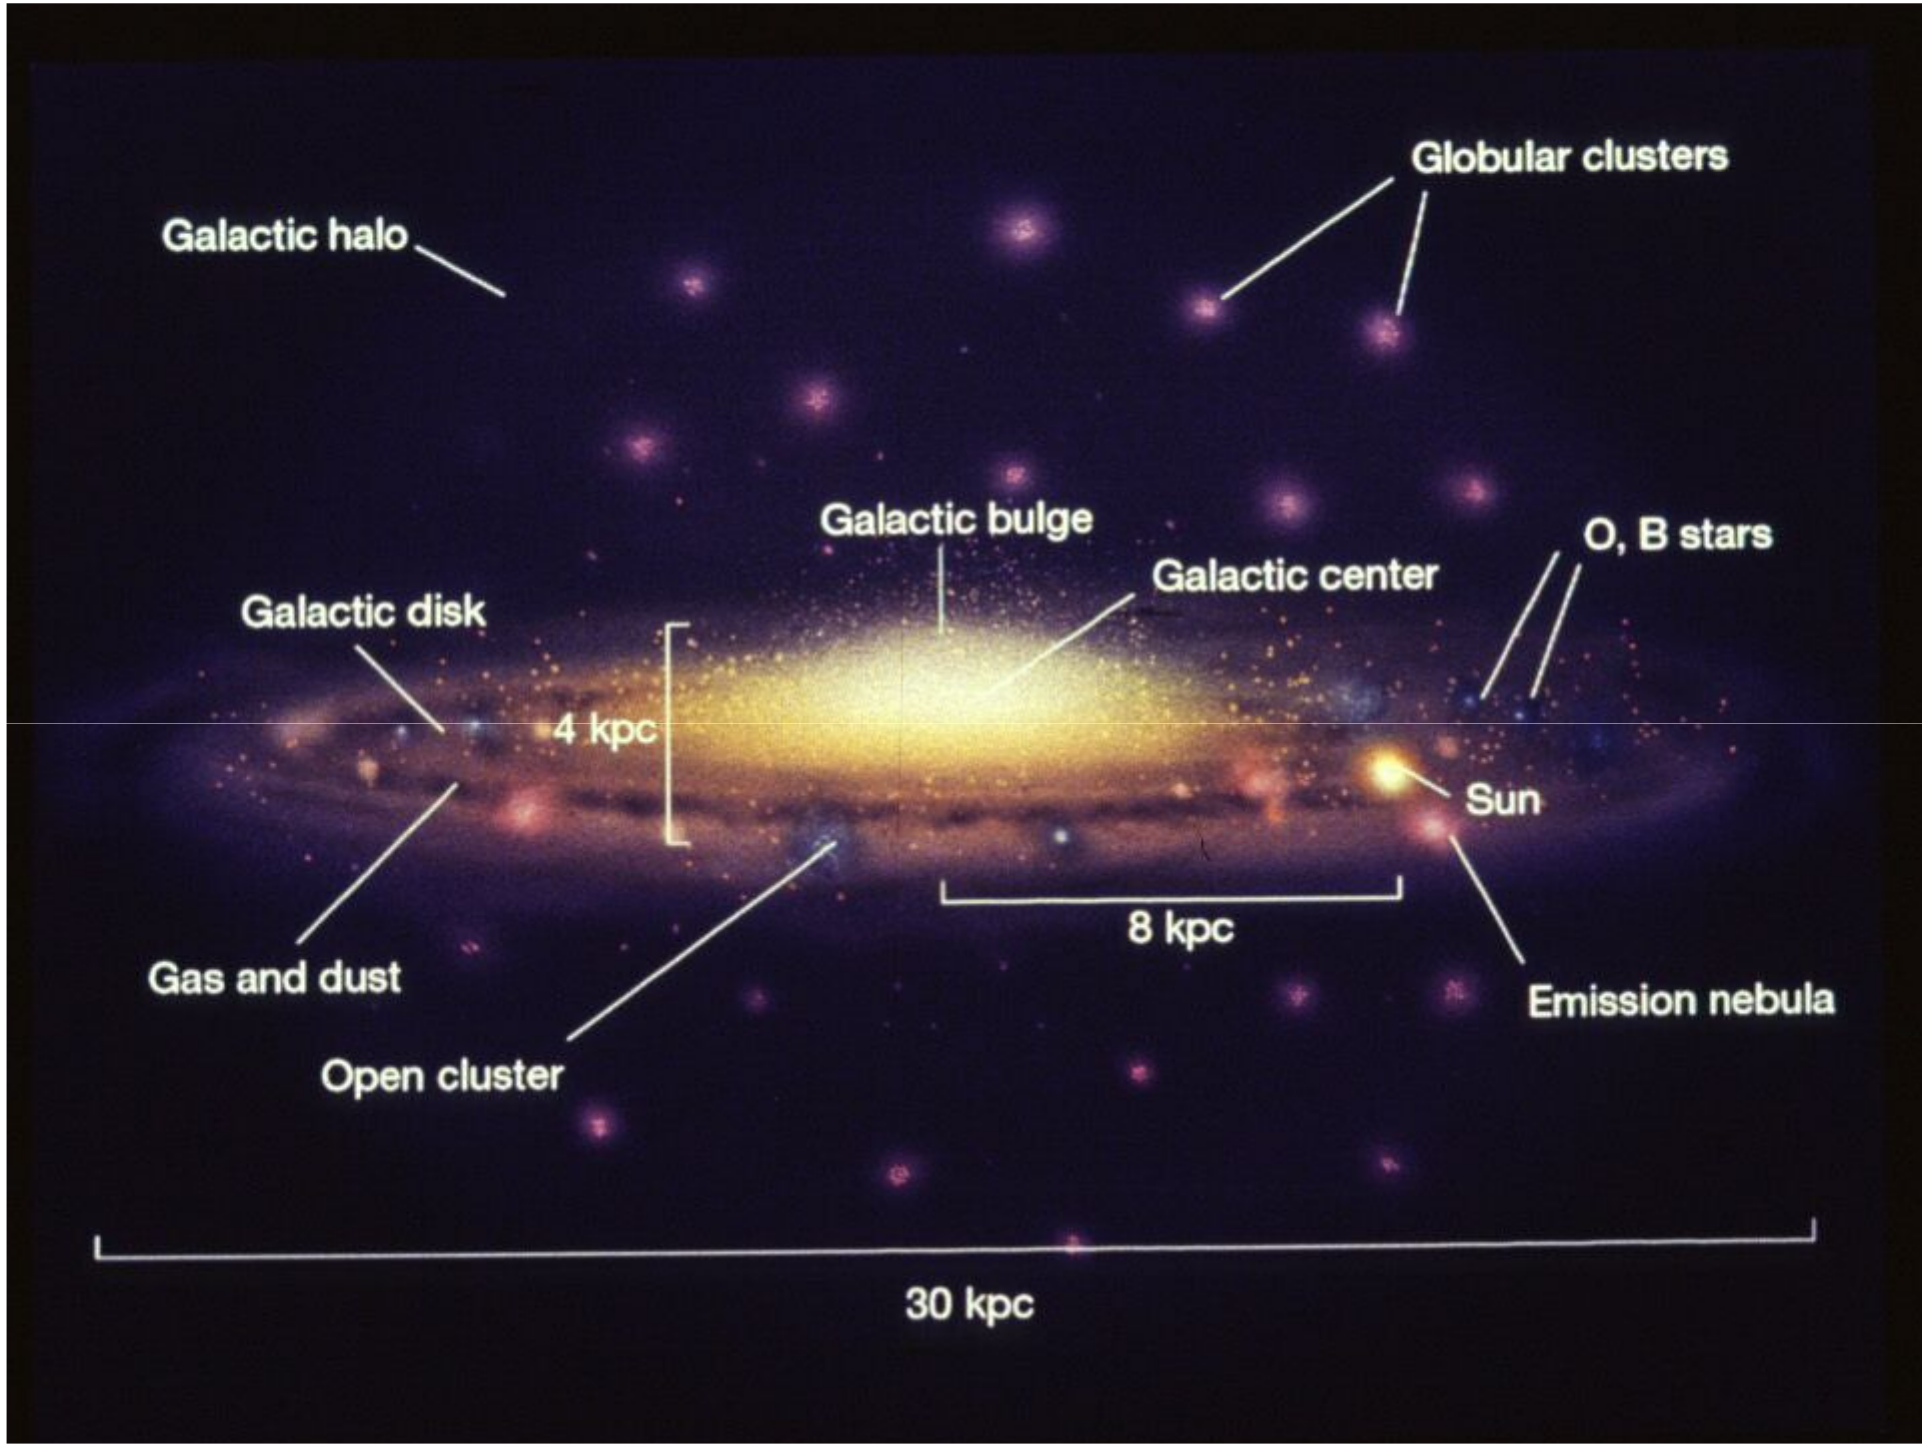 Globular clusters
Galactic halo
Galactic bulge
O, B stars
Galactic center
Galactic disk
4 kpc
Sun
8 kpc
Gas and dust
Emission nebula
Open cluster
30 kpc